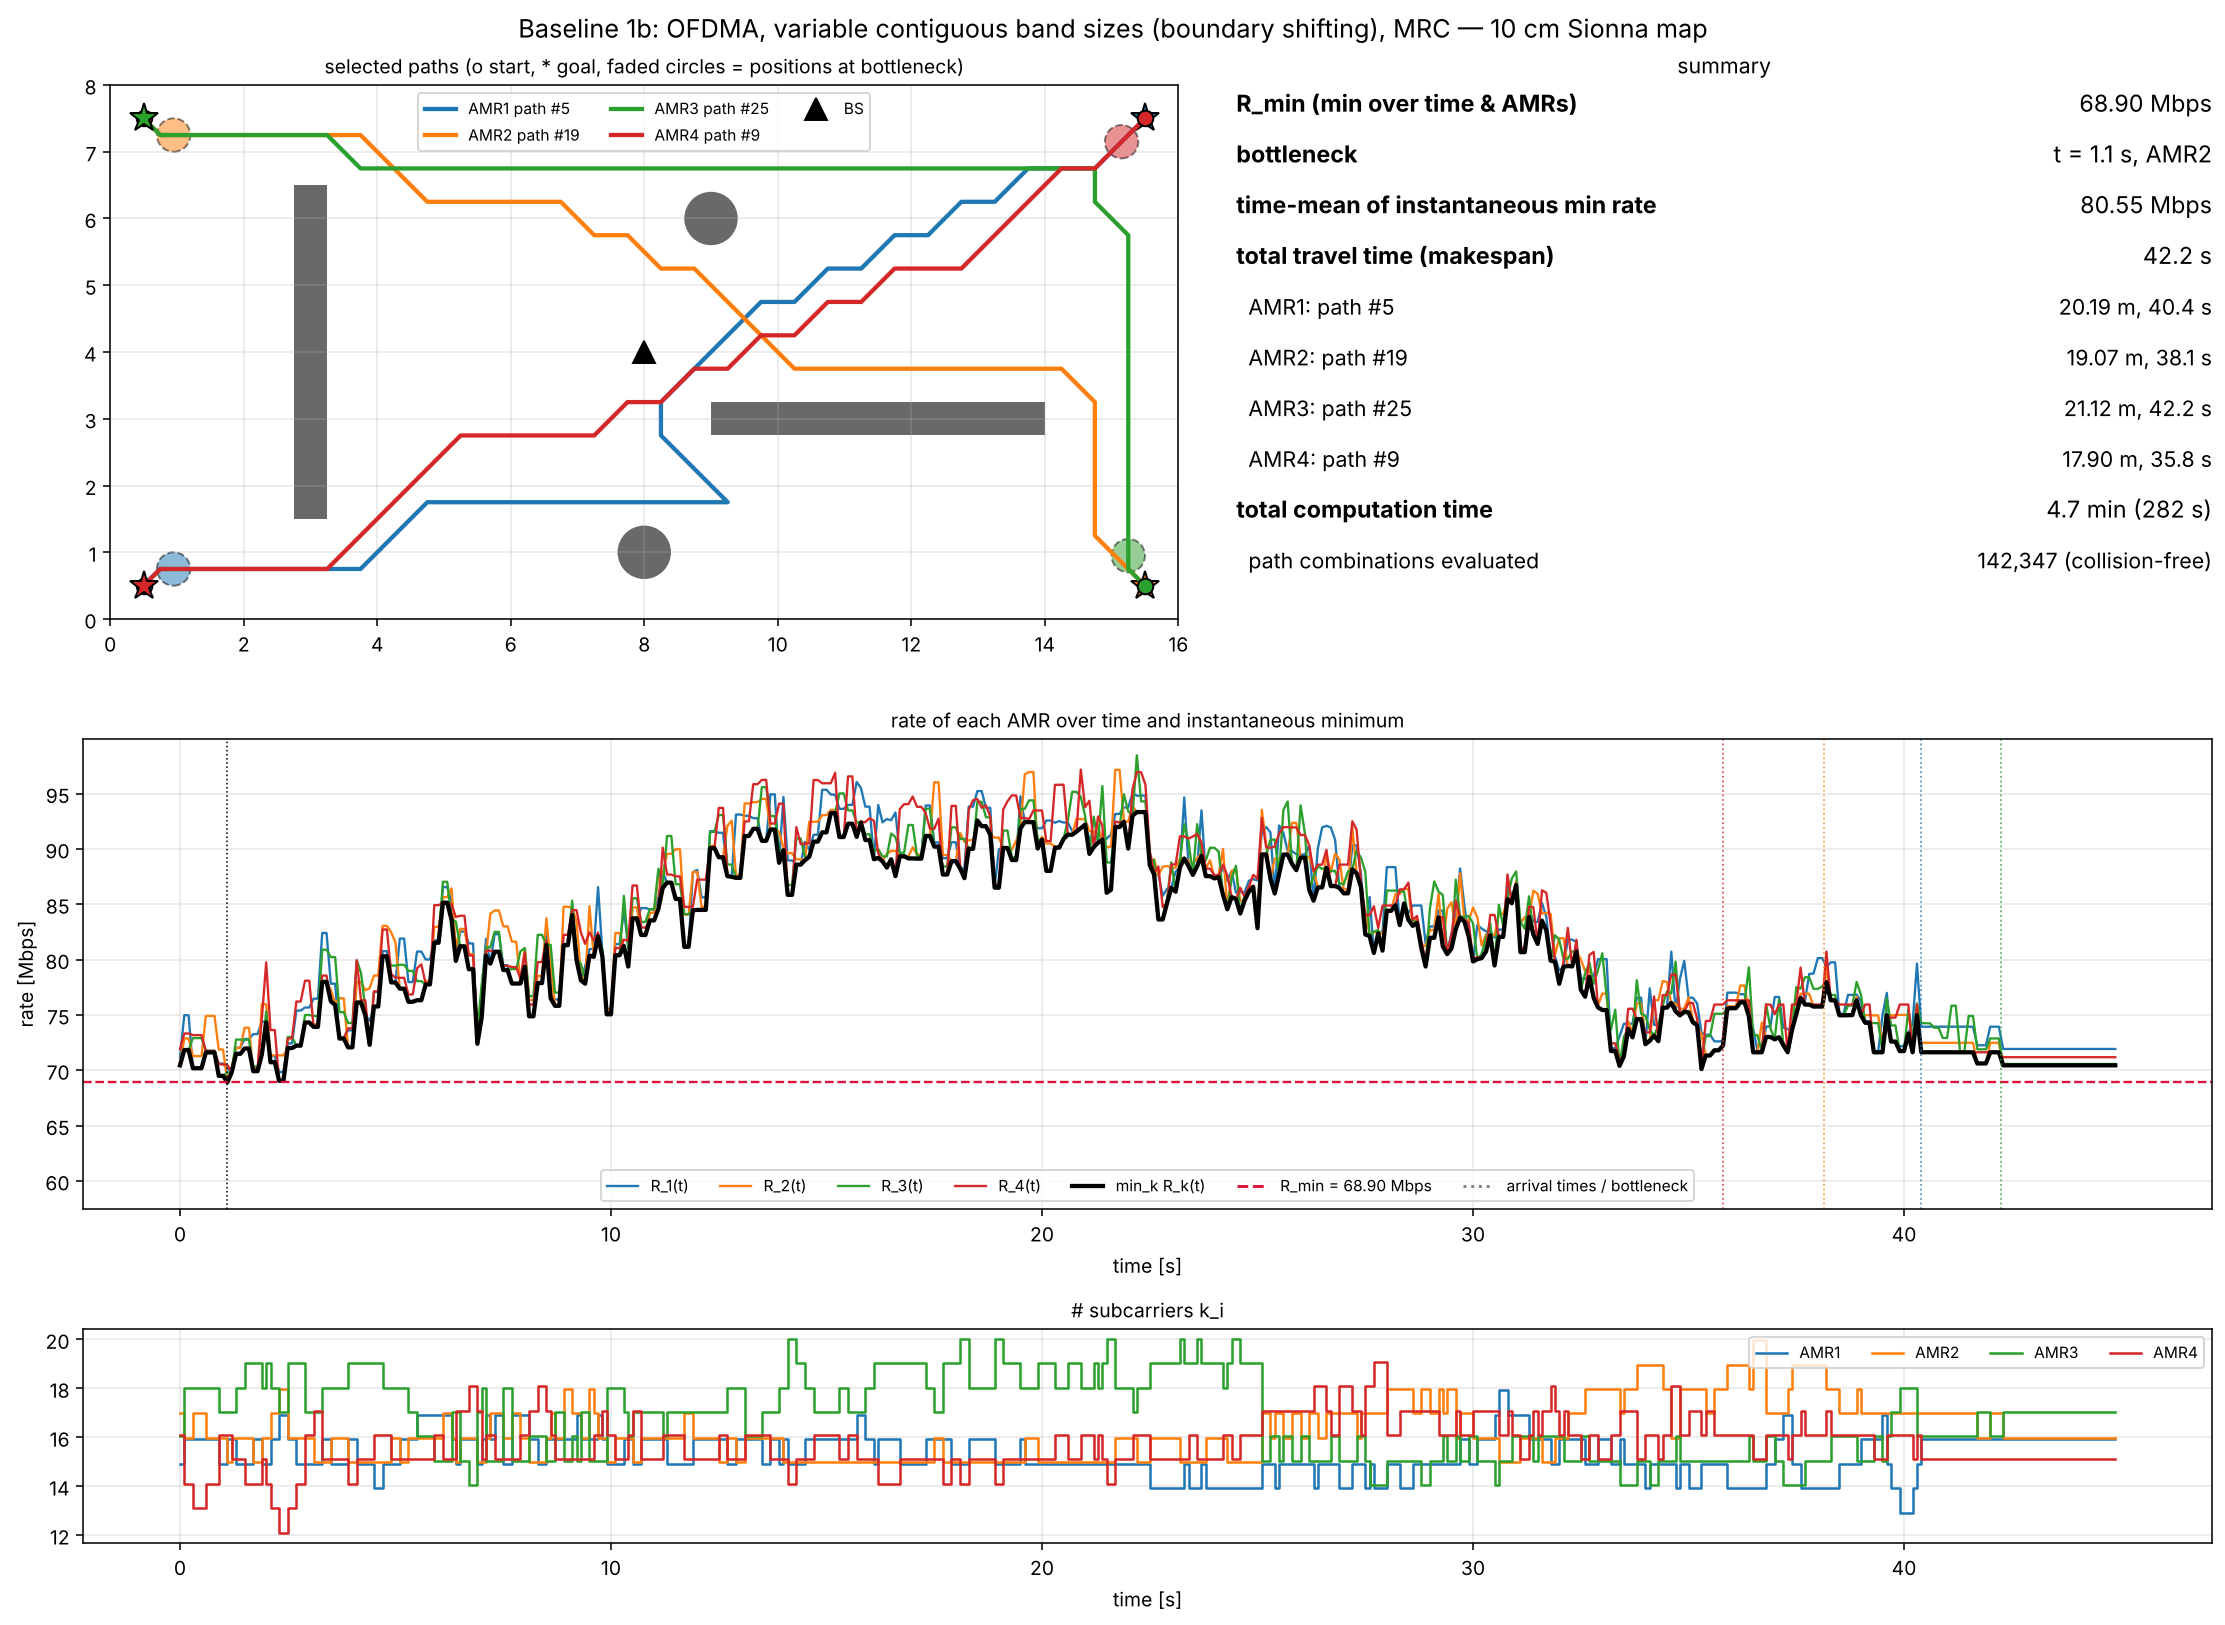 Baseline 1b: OFDMA, variable contiguous band sizes (boundary shifting), MRC — 10 cm Sionna map
selected paths (o start, * goal, faded circles = positions at bottleneck)
AMR1 path #5
AMR2 path #19
AMR3 path #25
AMR4 path #9
BS
8
7
6
5
4
3
2
1
0
0 2 4 6 8 10 12 14 16
summary
R_min (min over time & AMRs) 68.90 Mbps
bottleneck t = 1.1 s, AMR2
time-mean of instantaneous min rate 80.55 Mbps
total travel time (makespan) 42.2 s
AMR1: path #5 20.19 m, 40.4 s
AMR2: path #19 19.07 m, 38.1 s
AMR3: path #25 21.12 m, 42.2 s
AMR4: path #9 17.90 m, 35.8 s
total computation time 4.7 min (282 s)
path combinations evaluated 142,347 (collision-free)
rate of each AMR over time and instantaneous minimum
rate [Mbps]
95
90
85
80
75
70
65
60
R_1(t) R_2(t) R_3(t) R_4(t) min_k R_k(t) R_min = 68.90 Mbps arrival times / bottleneck
0 10 20 30 40
time [s]
# subcarriers k_i
20
18
16
14
12
AMR1 AMR2 AMR3 AMR4
0 10 20 30 40
time [s]